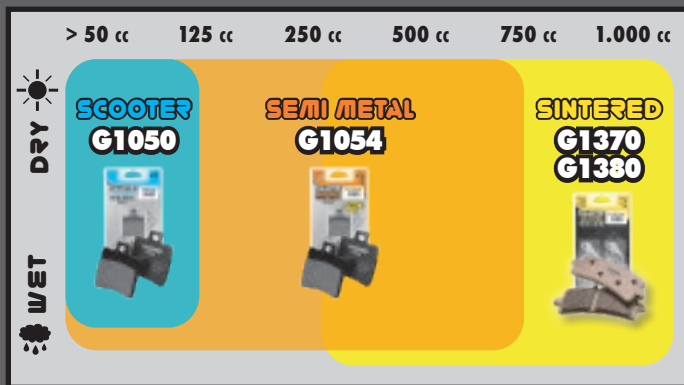 > 50 cc 125 cc 250 cc 500 cc 750 cc 1.000 cc
DRY
SCOOTER
G1050
SEMI METAL
G1054
SINTERED
G1370
G1380
WET